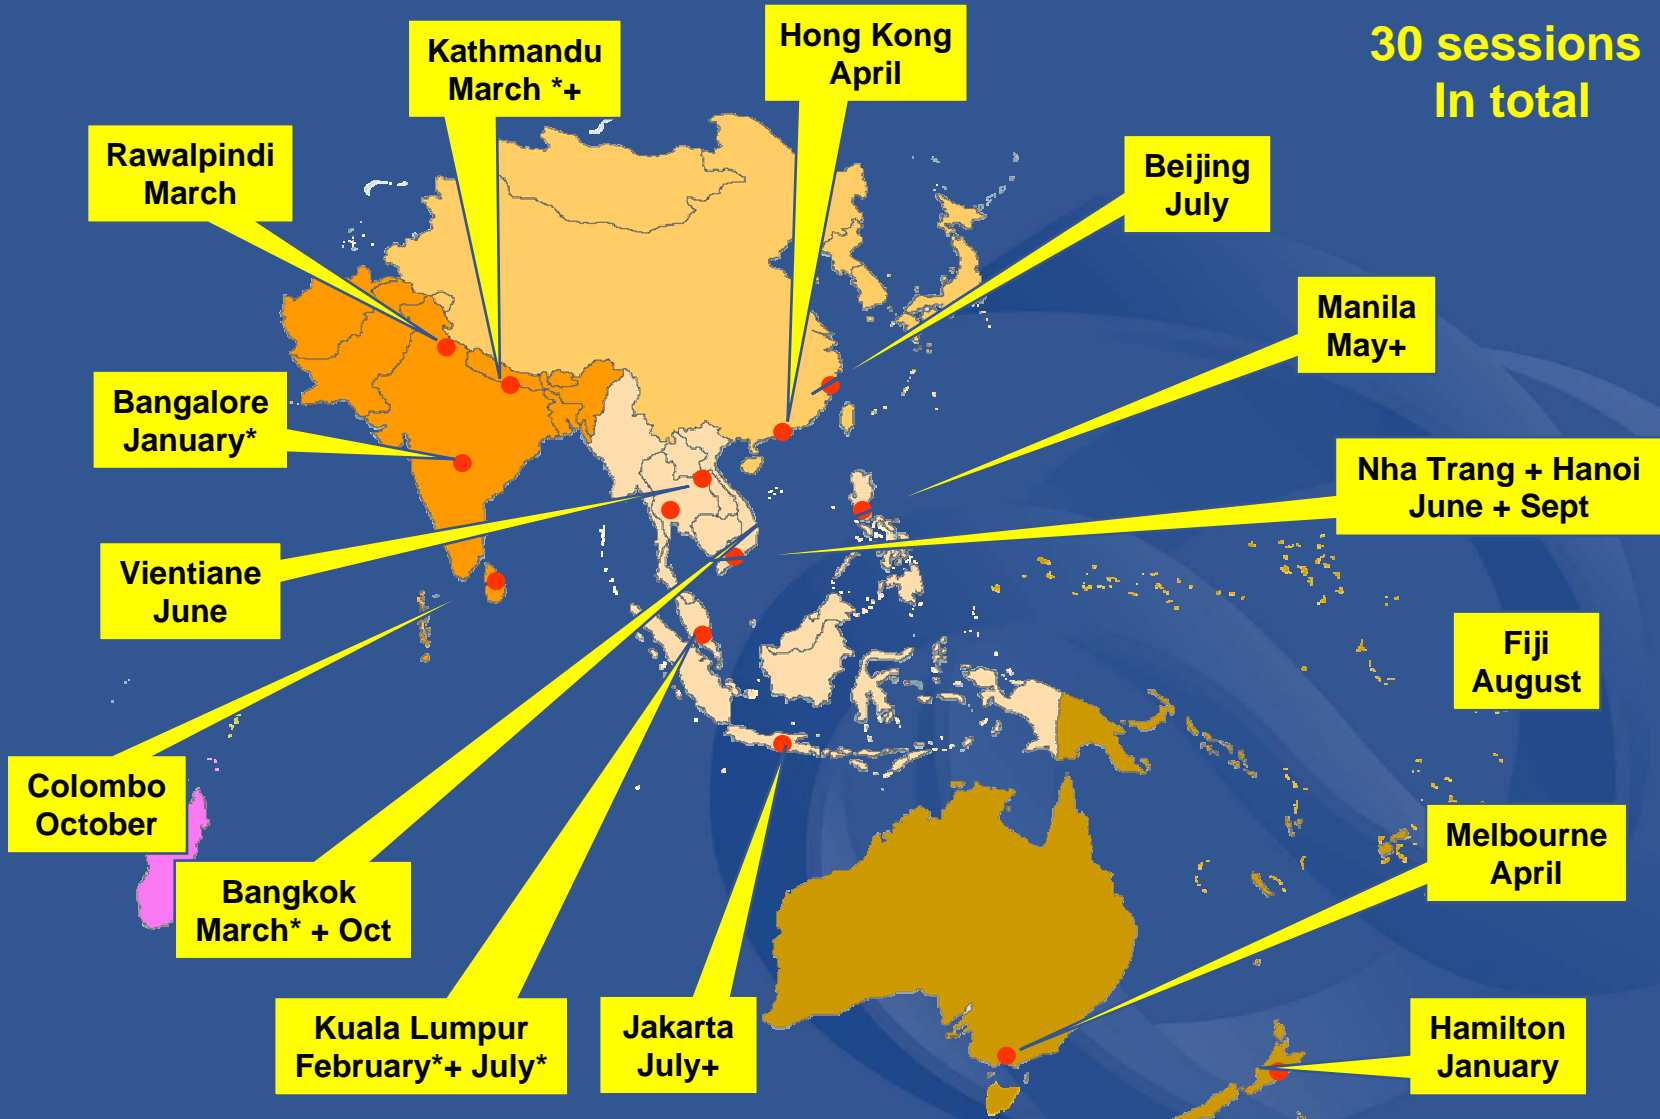 30 sessions
In total
Kathmandu
March *+
Hong Kong
April
Rawalpindi
March
Beijing
July
Manila
May+
Bangalore
January*
Nha Trang + Hanoi
June + Sept
Vientiane
June
Fiji
August
Colombo
October
Melbourne
April
Bangkok
March* + Oct
Kuala Lumpur
February*+ July*
Jakarta
July+
Hamilton
January